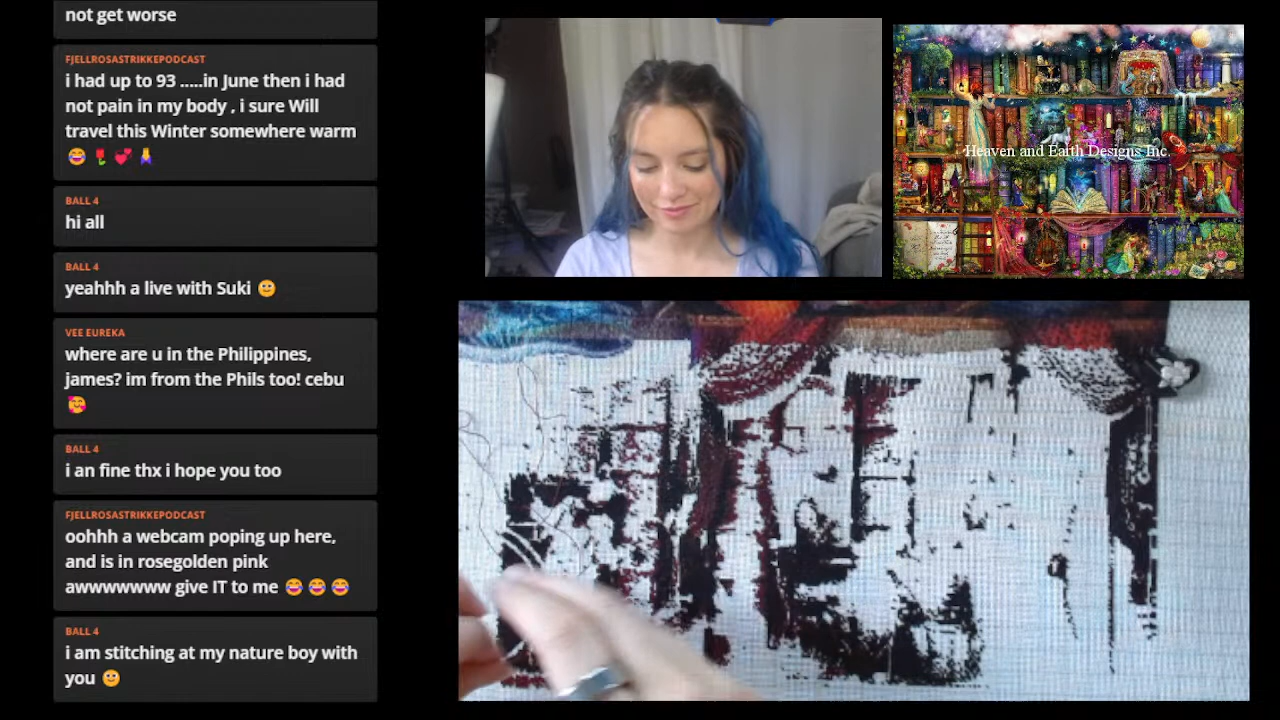 not get worse
FJELLROSASTRIKKEPODCAST
i had up to 93 .....in June then i had
not pain in my body , i sure Will
travel this Winter somewhere warm
😂 🌷 💞 🙏
BALL 4
hi all
BALL 4
yeahhh a live with Suki 🙂
VEE EUREKA
where are u in the Philippines,
james? im from the Phils too! cebu
🥰
BALL 4
i an fine thx i hope you too
FJELLROSASTRIKKEPODCAST
oohhh a webcam poping up here,
and is in rosegolden pink
awwwwwww give IT to me 😂 😂 😂
BALL 4
i am stitching at my nature boy with
you 🙂
Heaven and Earth Designs Inc.